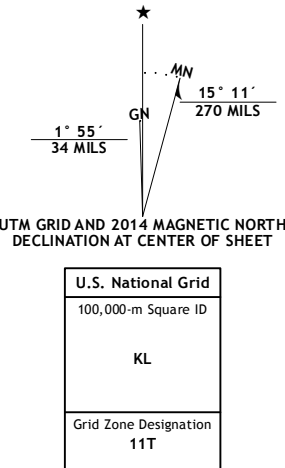 MN
GN
15° 11´
270 MILS
1° 55´
34 MILS
UTM GRID AND 2014 MAGNETIC NORTH
DECLINATION AT CENTER OF SHEET
U.S. National Grid
100,000-m Square ID
KL
Grid Zone Designation
11T